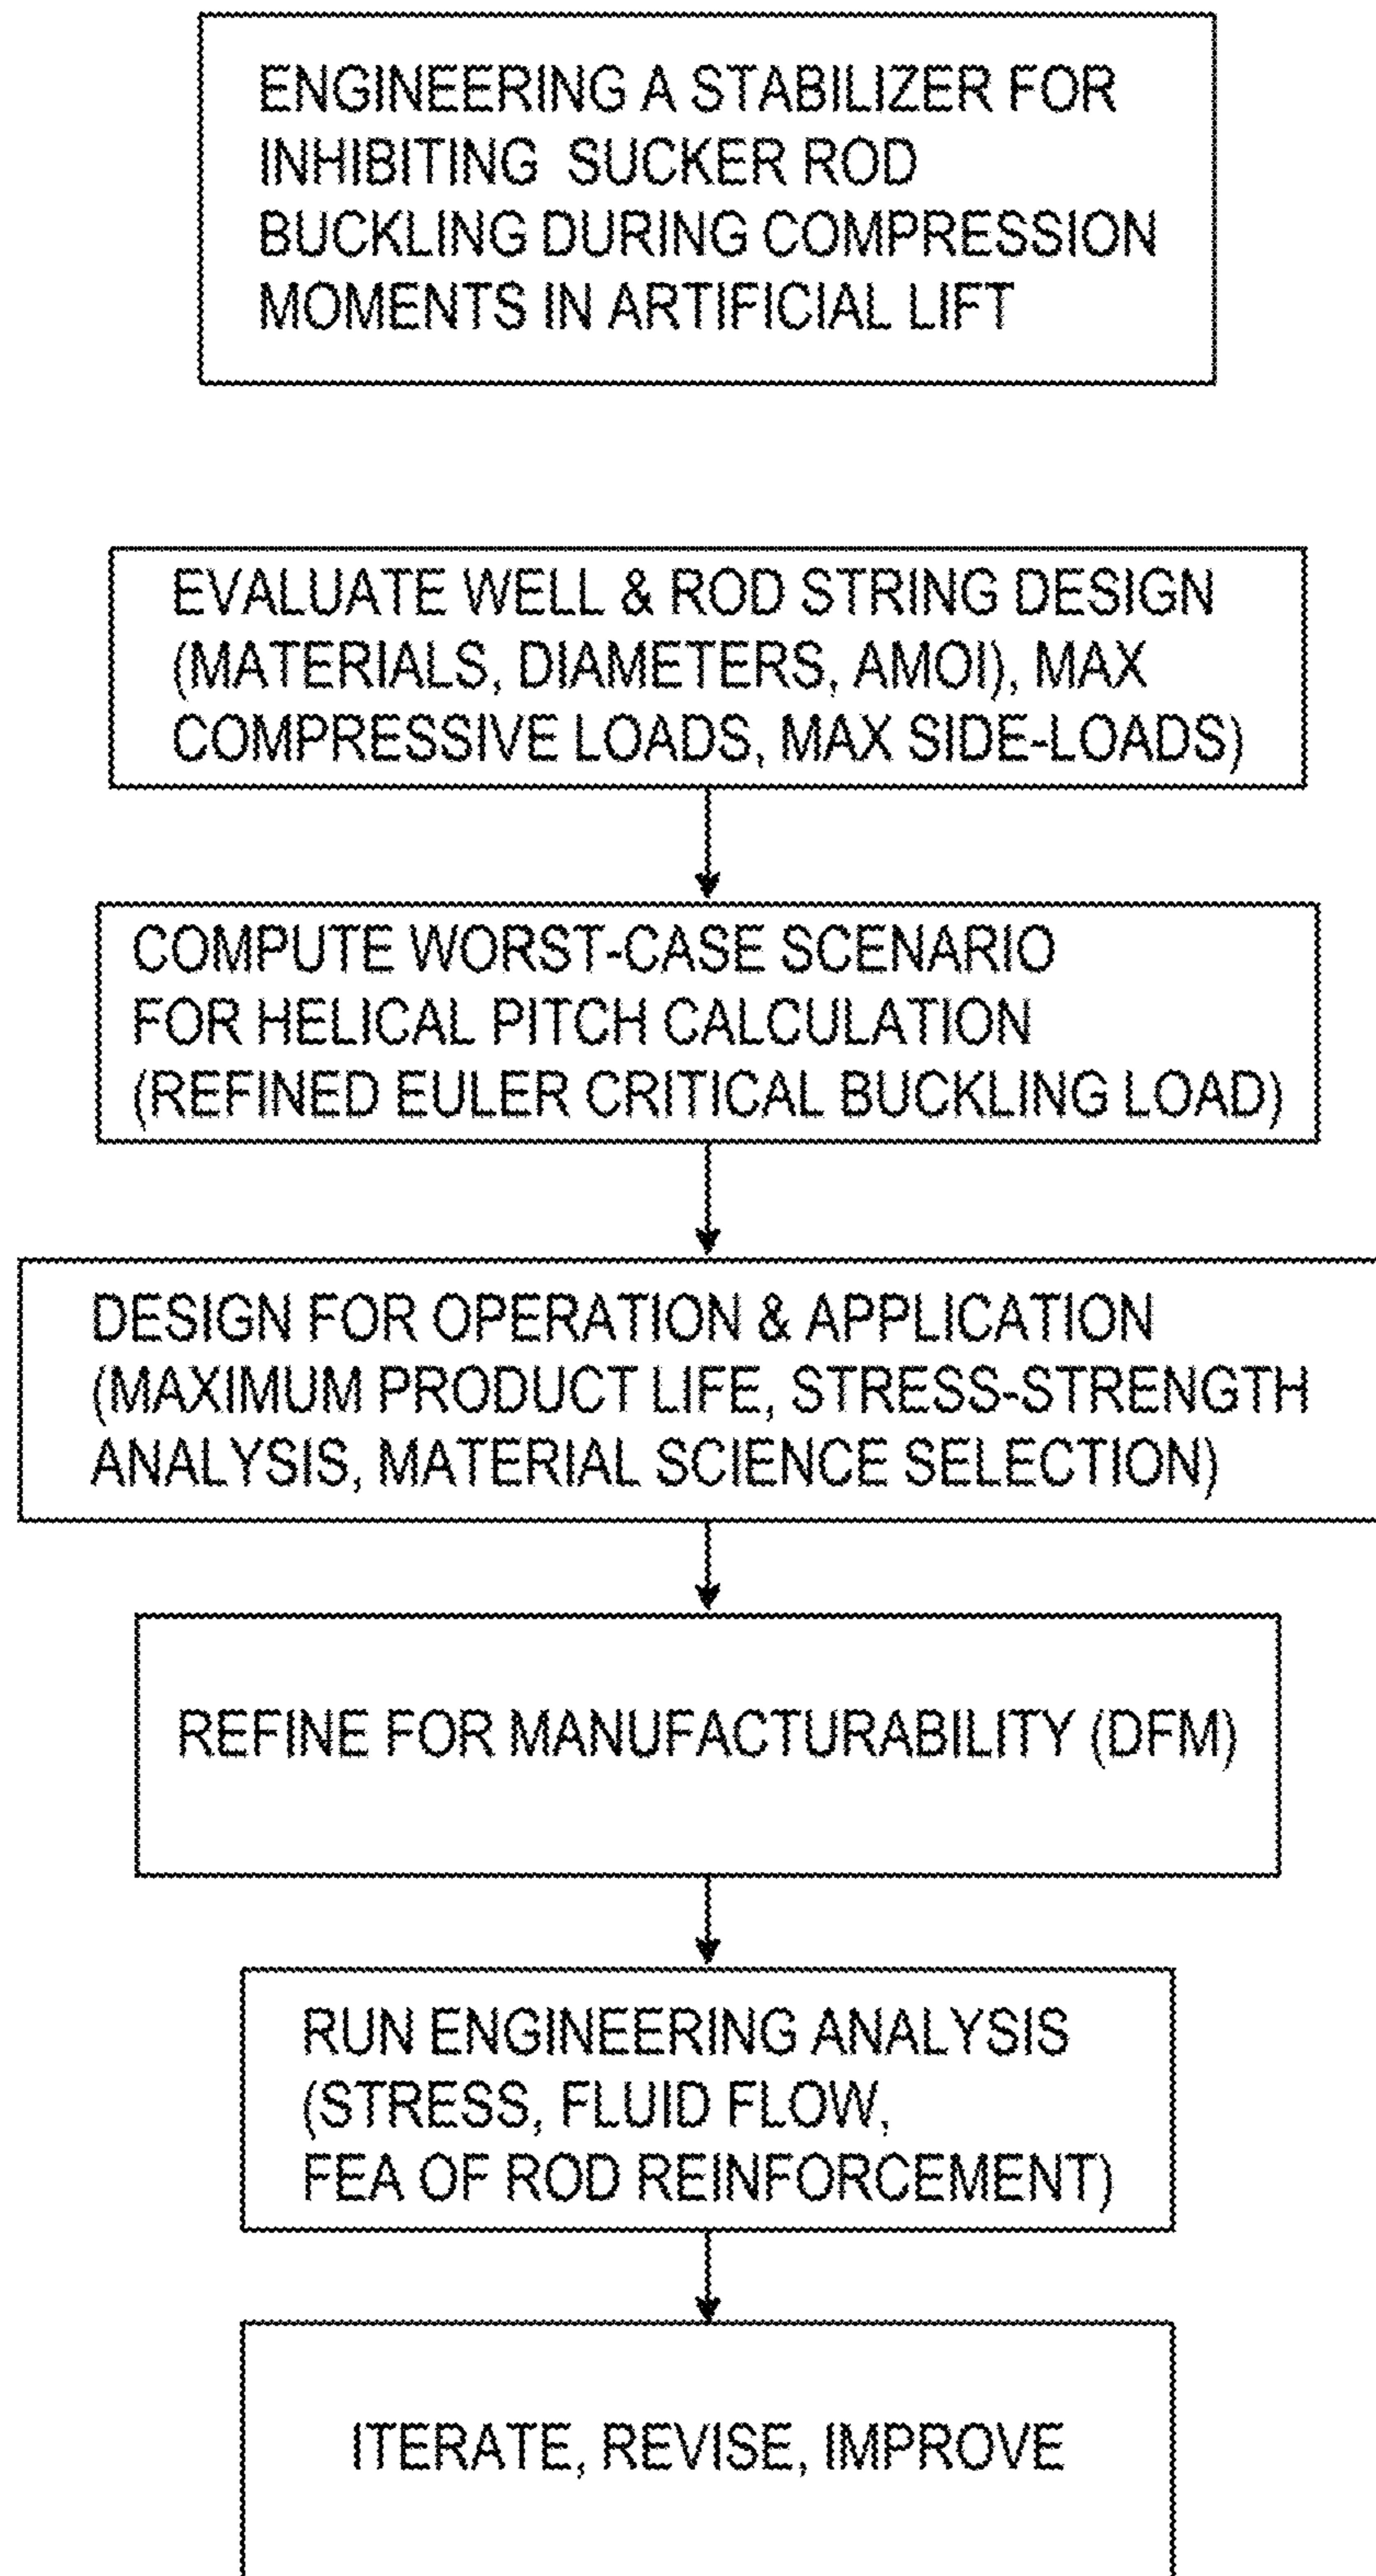 ENGINEERING A STABILIZER FOR
INHIBITING SUCKER ROD
BUCKLING DURING COMPRESSION
MOMENTS IN ARTIFICIAL LIFT
EVALUATE WELL & ROD STRING DESIGN
(MATERIALS, DIAMETERS, AMOI), MAX
COMPRESSIVE LOADS, MAX SIDE-LOADS)
COMPUTE WORST-CASE SCENARIO
FOR HELICAL PITCH CALCULATION
(REFINED EULER CRITICAL BUCKLING LOAD)
DESIGN FOR OPERATION & APPLICATION
(MAXIMUM PRODUCT LIFE, STRESS-STRENGTH
ANALYSIS, MATERIAL SCIENCE SELECTION)
REFINE FOR MANUFACTURABILITY (DFM)
RUN ENGINEERING ANALYSIS
(STRESS, FLUID FLOW,
FEA OF ROD REINFORCEMENT)
ITERATE, REVISE, IMPROVE